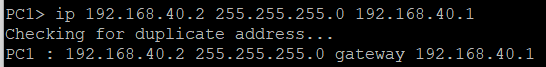 PC1> ip 192.168.40.2 255.255.255.0 192.168.40.1
Checking for duplicate address...
PC1 : 192.168.40.2 255.255.255.0 gateway 192.168.40.1